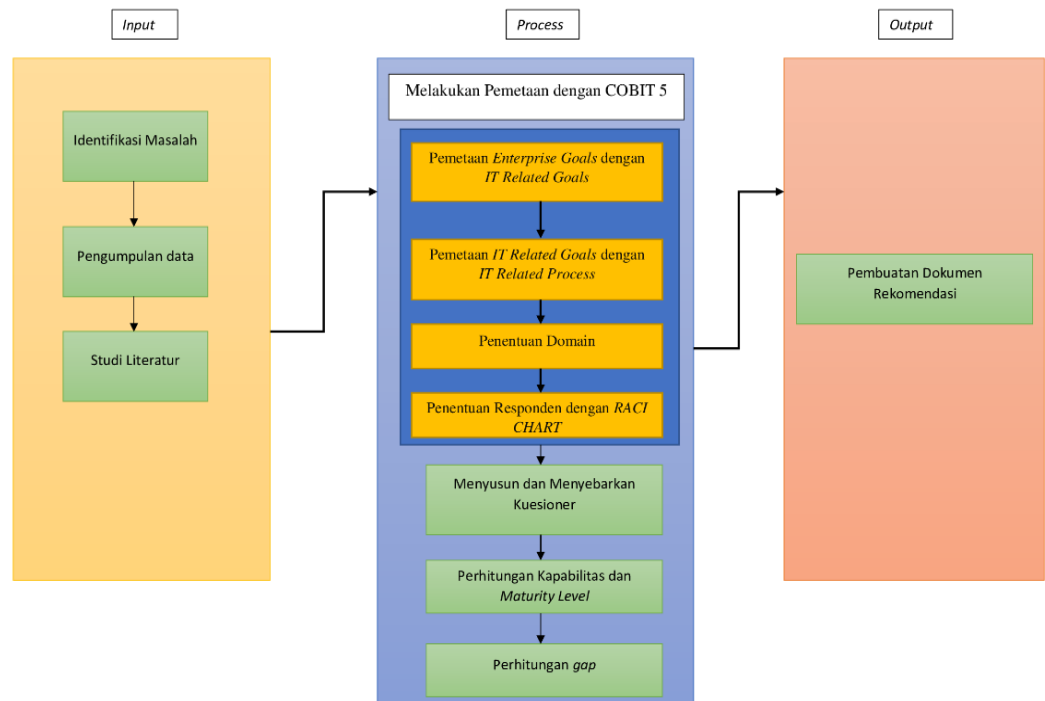 Input
Process
Output
Identifikasi Masalah
Pengumpulan data
Studi Literatur
Melakukan Pemetaan dengan COBIT 5
Pemetaan Enterprise Goals dengan
IT Related Goals
Pemetaan IT Related Goals dengan
IT Related Process
Penentuan Domain
Penentuan Responden dengan RACI
CHART
Menyusun dan Menyebarkan
Kuesioner
Perhitungan Kapabilitas dan
Maturity Level
Perhitungan gap
Pembuatan Dokumen
Rekomendasi